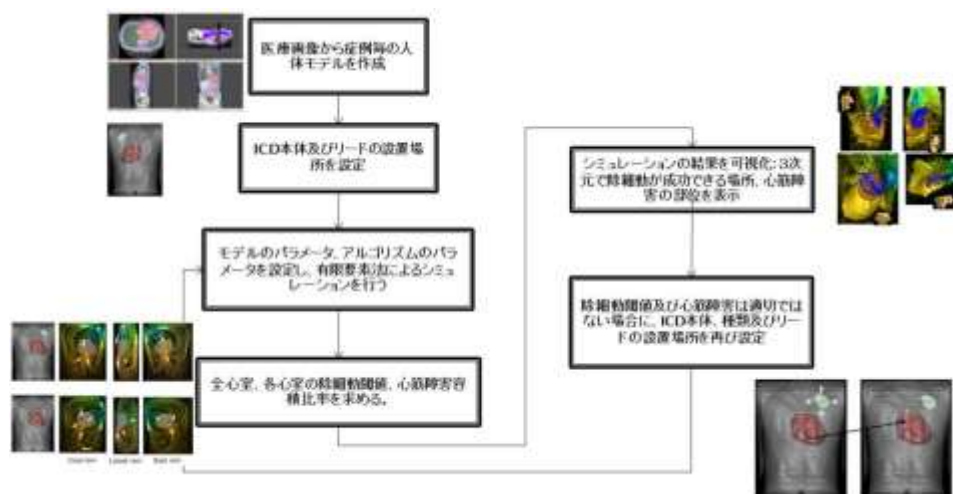 医療画像から症例毎の人
体モデルを作成
ICD本体及びリードの設置場
所を設定
モデルのパラメータ、アルゴリズムのパラ
メータを設定し、有限要素法によるシミュ
レーションを行う
全心室、各心室の除細動閾値、心筋障害容
積比率を求める。
シミュレーションの結果を可視化：3次
元で除細動が成功できる場所、心筋障
害の部位を表示
除細動閾値及び心筋障害は適切では
ない場合に、ICD本体、種類及びリー
ドの設置場所を再び設定